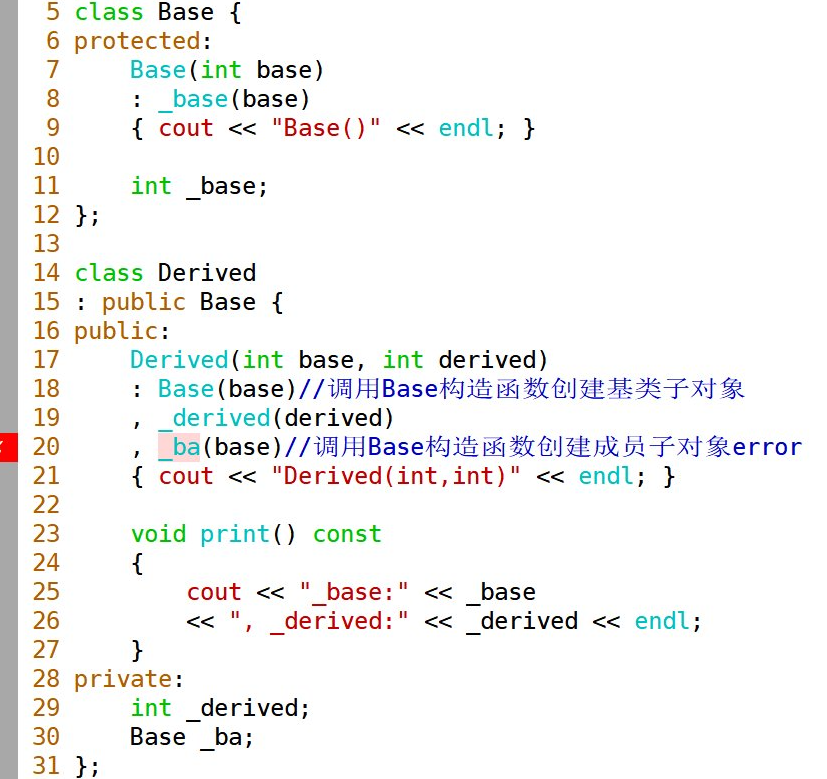 5 class Base {
6 protected:
7     Base(int base)
8     : _base(base)
9     { cout << "Base()" << endl; }
10
11     int _base;
12 };
13
14 class Derived
15 : public Base {
16 public:
17     Derived(int base, int derived)
18     : Base(base)//调用Base构造函数创建基类子对象
19     , _derived(derived)
20     , _ba(base)//调用Base构造函数创建成员子对象error
21     { cout << "Derived(int,int)" << endl; }
22
23     void print() const
24     {
25         cout << "_base:" << _base
26         << ", _derived:" << _derived << endl;
27     }
28 private:
29     int _derived;
30     Base _ba;
31 };